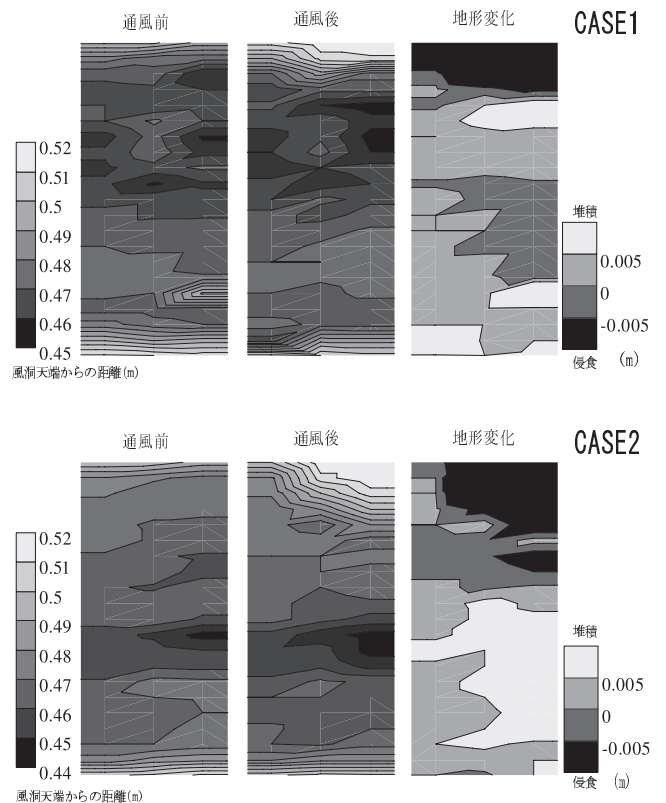 通風前
通風後
地形変化
CASE1
0.52
0.51
0.5
0.49
0.48
0.47
0.46
0.45
風洞天端からの距離(m)
堆積
0.005
0
-0.005
侵食
(m)
通風前
通風後
地形変化
CASE2
0.52
0.51
0.5
0.49
0.48
0.47
0.46
0.45
0.44
風洞天端からの距離(m)
堆積
0.005
0
-0.005
侵食
(m)